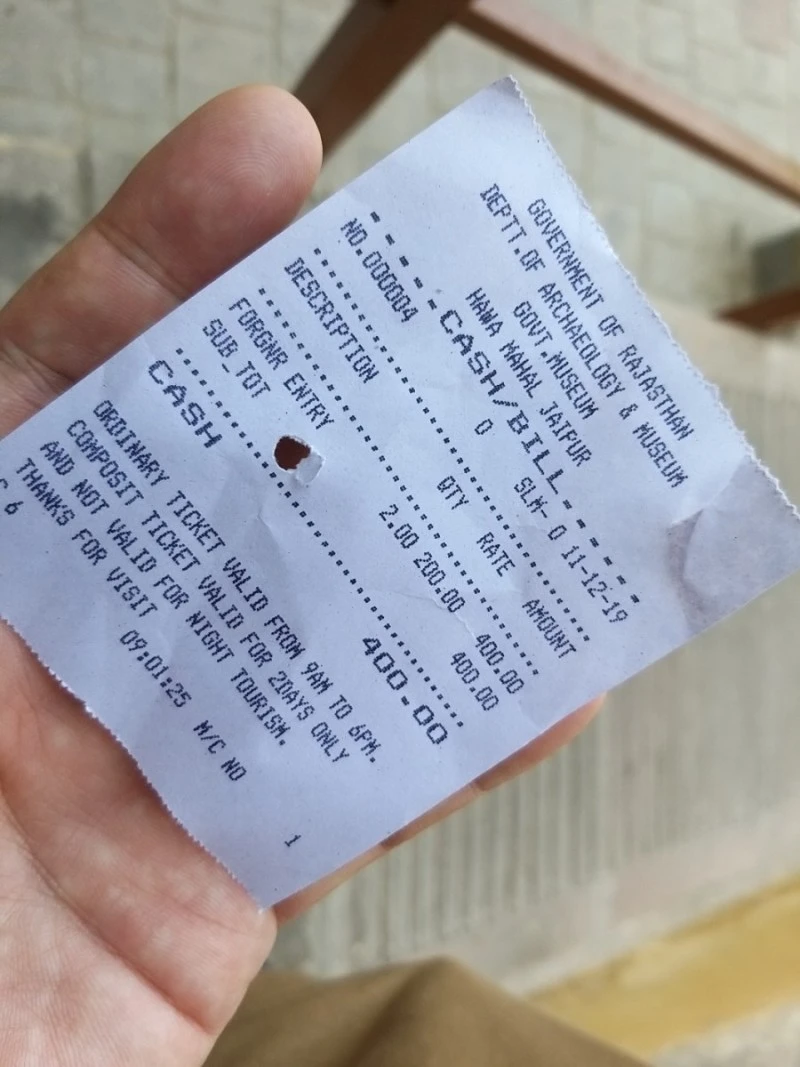 GOVERNMENT OF RAJASTHAN
DEPTT.OF ARCHAEOLOGY & MUSEUM
GOVT.MUSEUM
HAWA MAHAL JAIPUR
-----CASH/BILL-----
NO.000004 0 SLM- 0 11-12-19
DESCRIPTION QTY RATE AMOUNT
FORGNR ENTRY 2.00 200.00 400.00
SUB_TOT 400.00
CASH 400.00
ORDINARY TICKET VALID FROM 9AM TO 6PM.
COMPOSIT TICKET VALID FOR 2DAYS ONLY
AND NOT VALID FOR NIGHT TOURISM.
THANKS FOR VISIT
C 6 09:01:25 M/C NO 1